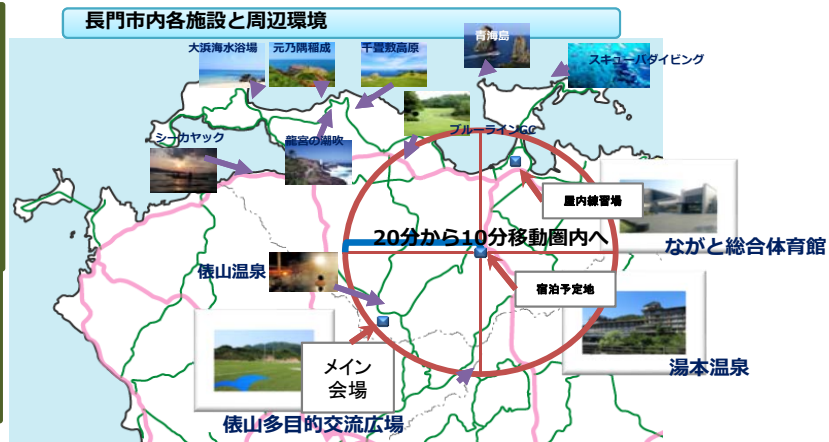 長門市内各施設と周辺環境
大浜海水浴場
元乃隅稲成
千畳敷高原
青海島
スキューバダイビング
シーカヤック
龍宮の潮吹
ブルーラインGC
屋内練習場
20分から10分移動圏内へ
ながと総合体育館
俵山温泉
宿泊予定地
メイン
会場
湯本温泉
俵山多目的交流広場